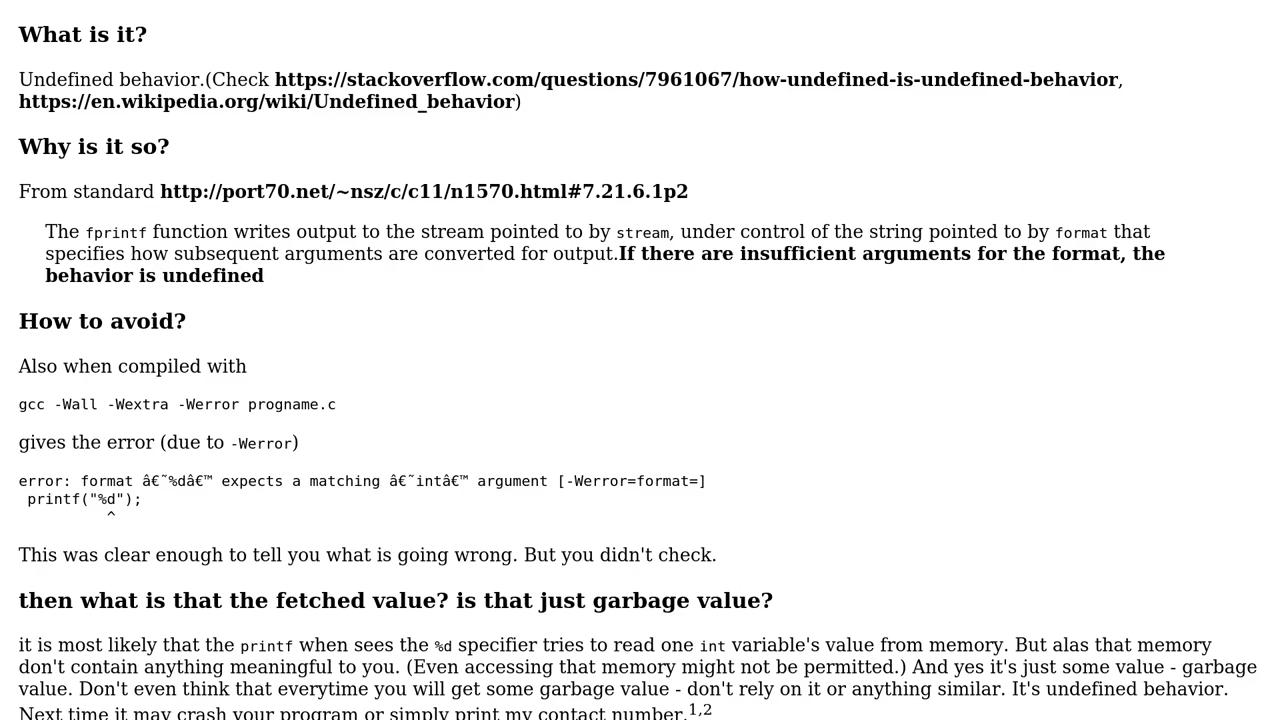 What is it?
Undefined behavior.(Check https://stackoverflow.com/questions/7961067/how-undefined-is-undefined-behavior,
https://en.wikipedia.org/wiki/Undefined_behavior)
Why is it so?
From standard http://port70.net/~nsz/c/c11/n1570.html#7.21.6.1p2
The fprintf function writes output to the stream pointed to by stream, under control of the string pointed to by format that
specifies how subsequent arguments are converted for output.If there are insufficient arguments for the format, the
behavior is undefined
How to avoid?
Also when compiled with
gcc -Wall -Wextra -Werror progname.c
gives the error (due to -Werror)
error: format â€˜%dâ€™ expects a matching â€˜intâ€™ argument [-Werror=format=]
printf("%d");
^
This was clear enough to tell you what is going wrong. But you didn't check.
then what is that the fetched value? is that just garbage value?
it is most likely that the printf when sees the %d specifier tries to read one int variable's value from memory. But alas that memory
don't contain anything meaningful to you. (Even accessing that memory might not be permitted.) And yes it's just some value - garbage
value. Don't even think that everytime you will get some garbage value - don't rely on it or anything similar. It's undefined behavior.
Next time it may crash your program or simply print my contact number.1,2